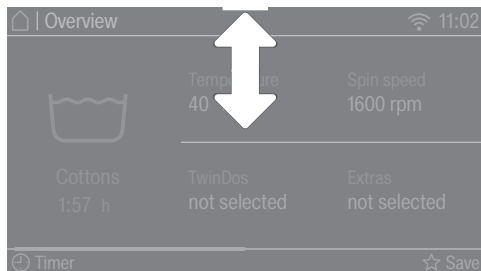 | Overview 11:02
Temperature Spin speed
40 1600 rpm
Cottons TwinDos Extras
1:57 h not selected not selected
Timer Save